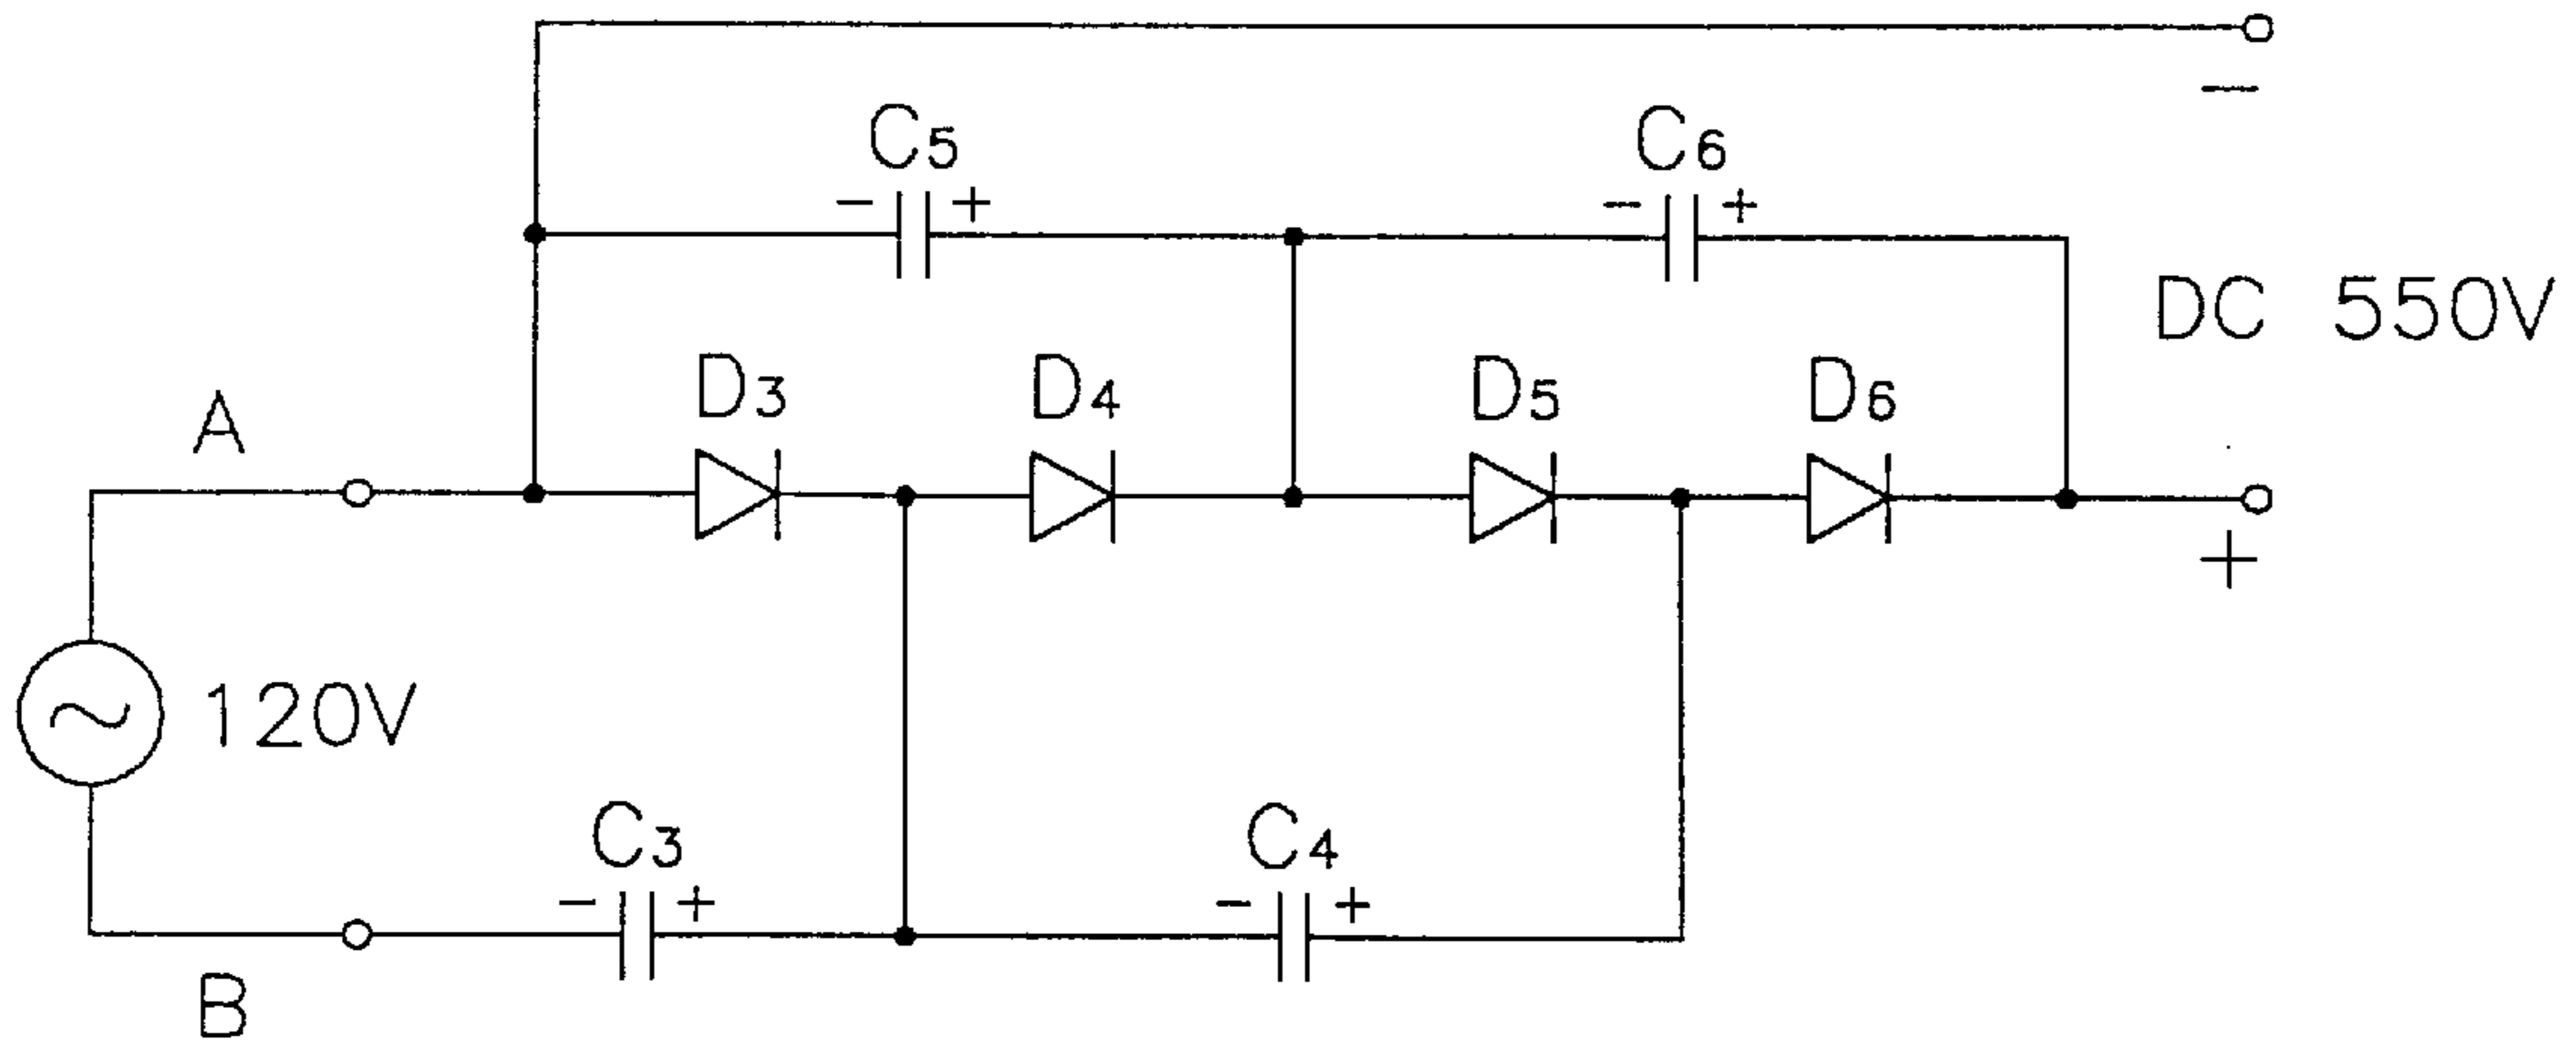 −
C5 C6
− + − +
DC 550V
D3 D4 D5 D6
A
+
120V
C3 C4
− + − +
B